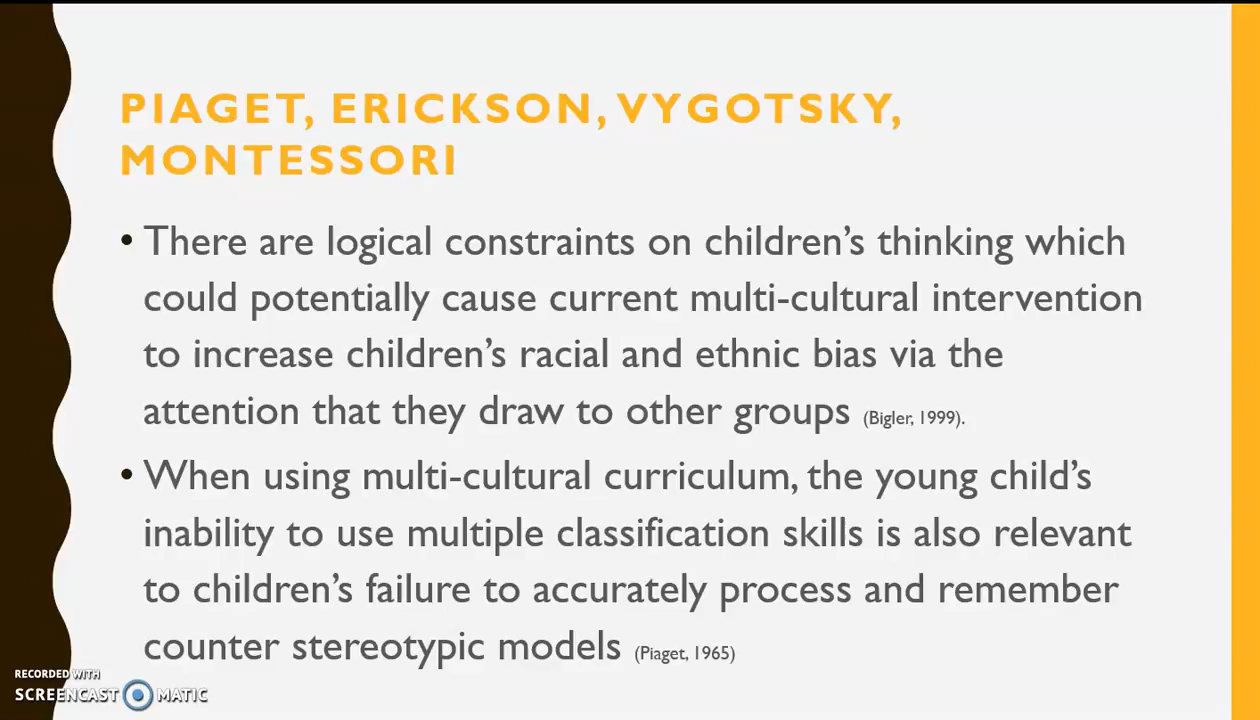 PIAGET, ERICKSON, VYGOTSKY,
MONTESSORI
• There are logical constraints on children’s thinking which
could potentially cause current multi-cultural intervention
to increase children’s racial and ethnic bias via the
attention that they draw to other groups (Bigler, 1999).
• When using multi-cultural curriculum, the young child’s
inability to use multiple classification skills is also relevant
to children’s failure to accurately process and remember
counter stereotypic models (Piaget, 1965)
RECORDED WITH
SCREENCAST MATIC